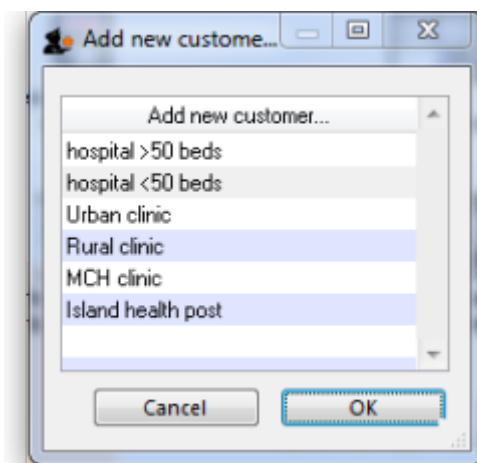 Add new custome...
Add new customer...
hospital >50 beds
hospital <50 beds
Urban clinic
Rural clinic
MCH clinic
Island health post
Cancel OK